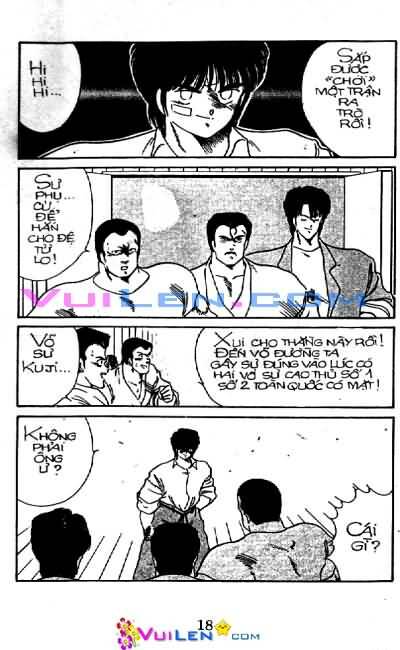 HI
HI
HI...
SẮP
ĐƯỢC
"CHƠI"
MỘT TRẬN
RA
TRÒ
RỒI!
SƯ
PHỤ...
CỨ
ĐỂ
HẮN
CHO ĐỆ
TỬ
LO!
VUILEN.COM
VÕ
SƯ
KUJI...
XUI CHO THẰNG NÀY RỒI!
ĐẾN VÕ ĐƯỜNG TA
GÂY SỰ ĐÚNG VÀO LÚC CÓ
HAI VÕ SƯ CAO THỦ SỐ 1
SỐ 2 TOÀN QUỐC CÓ MẶT!
KHÔNG
PHẢI
ÔNG
Ư?
CÁI
GÌ?
18
VUILEN.COM